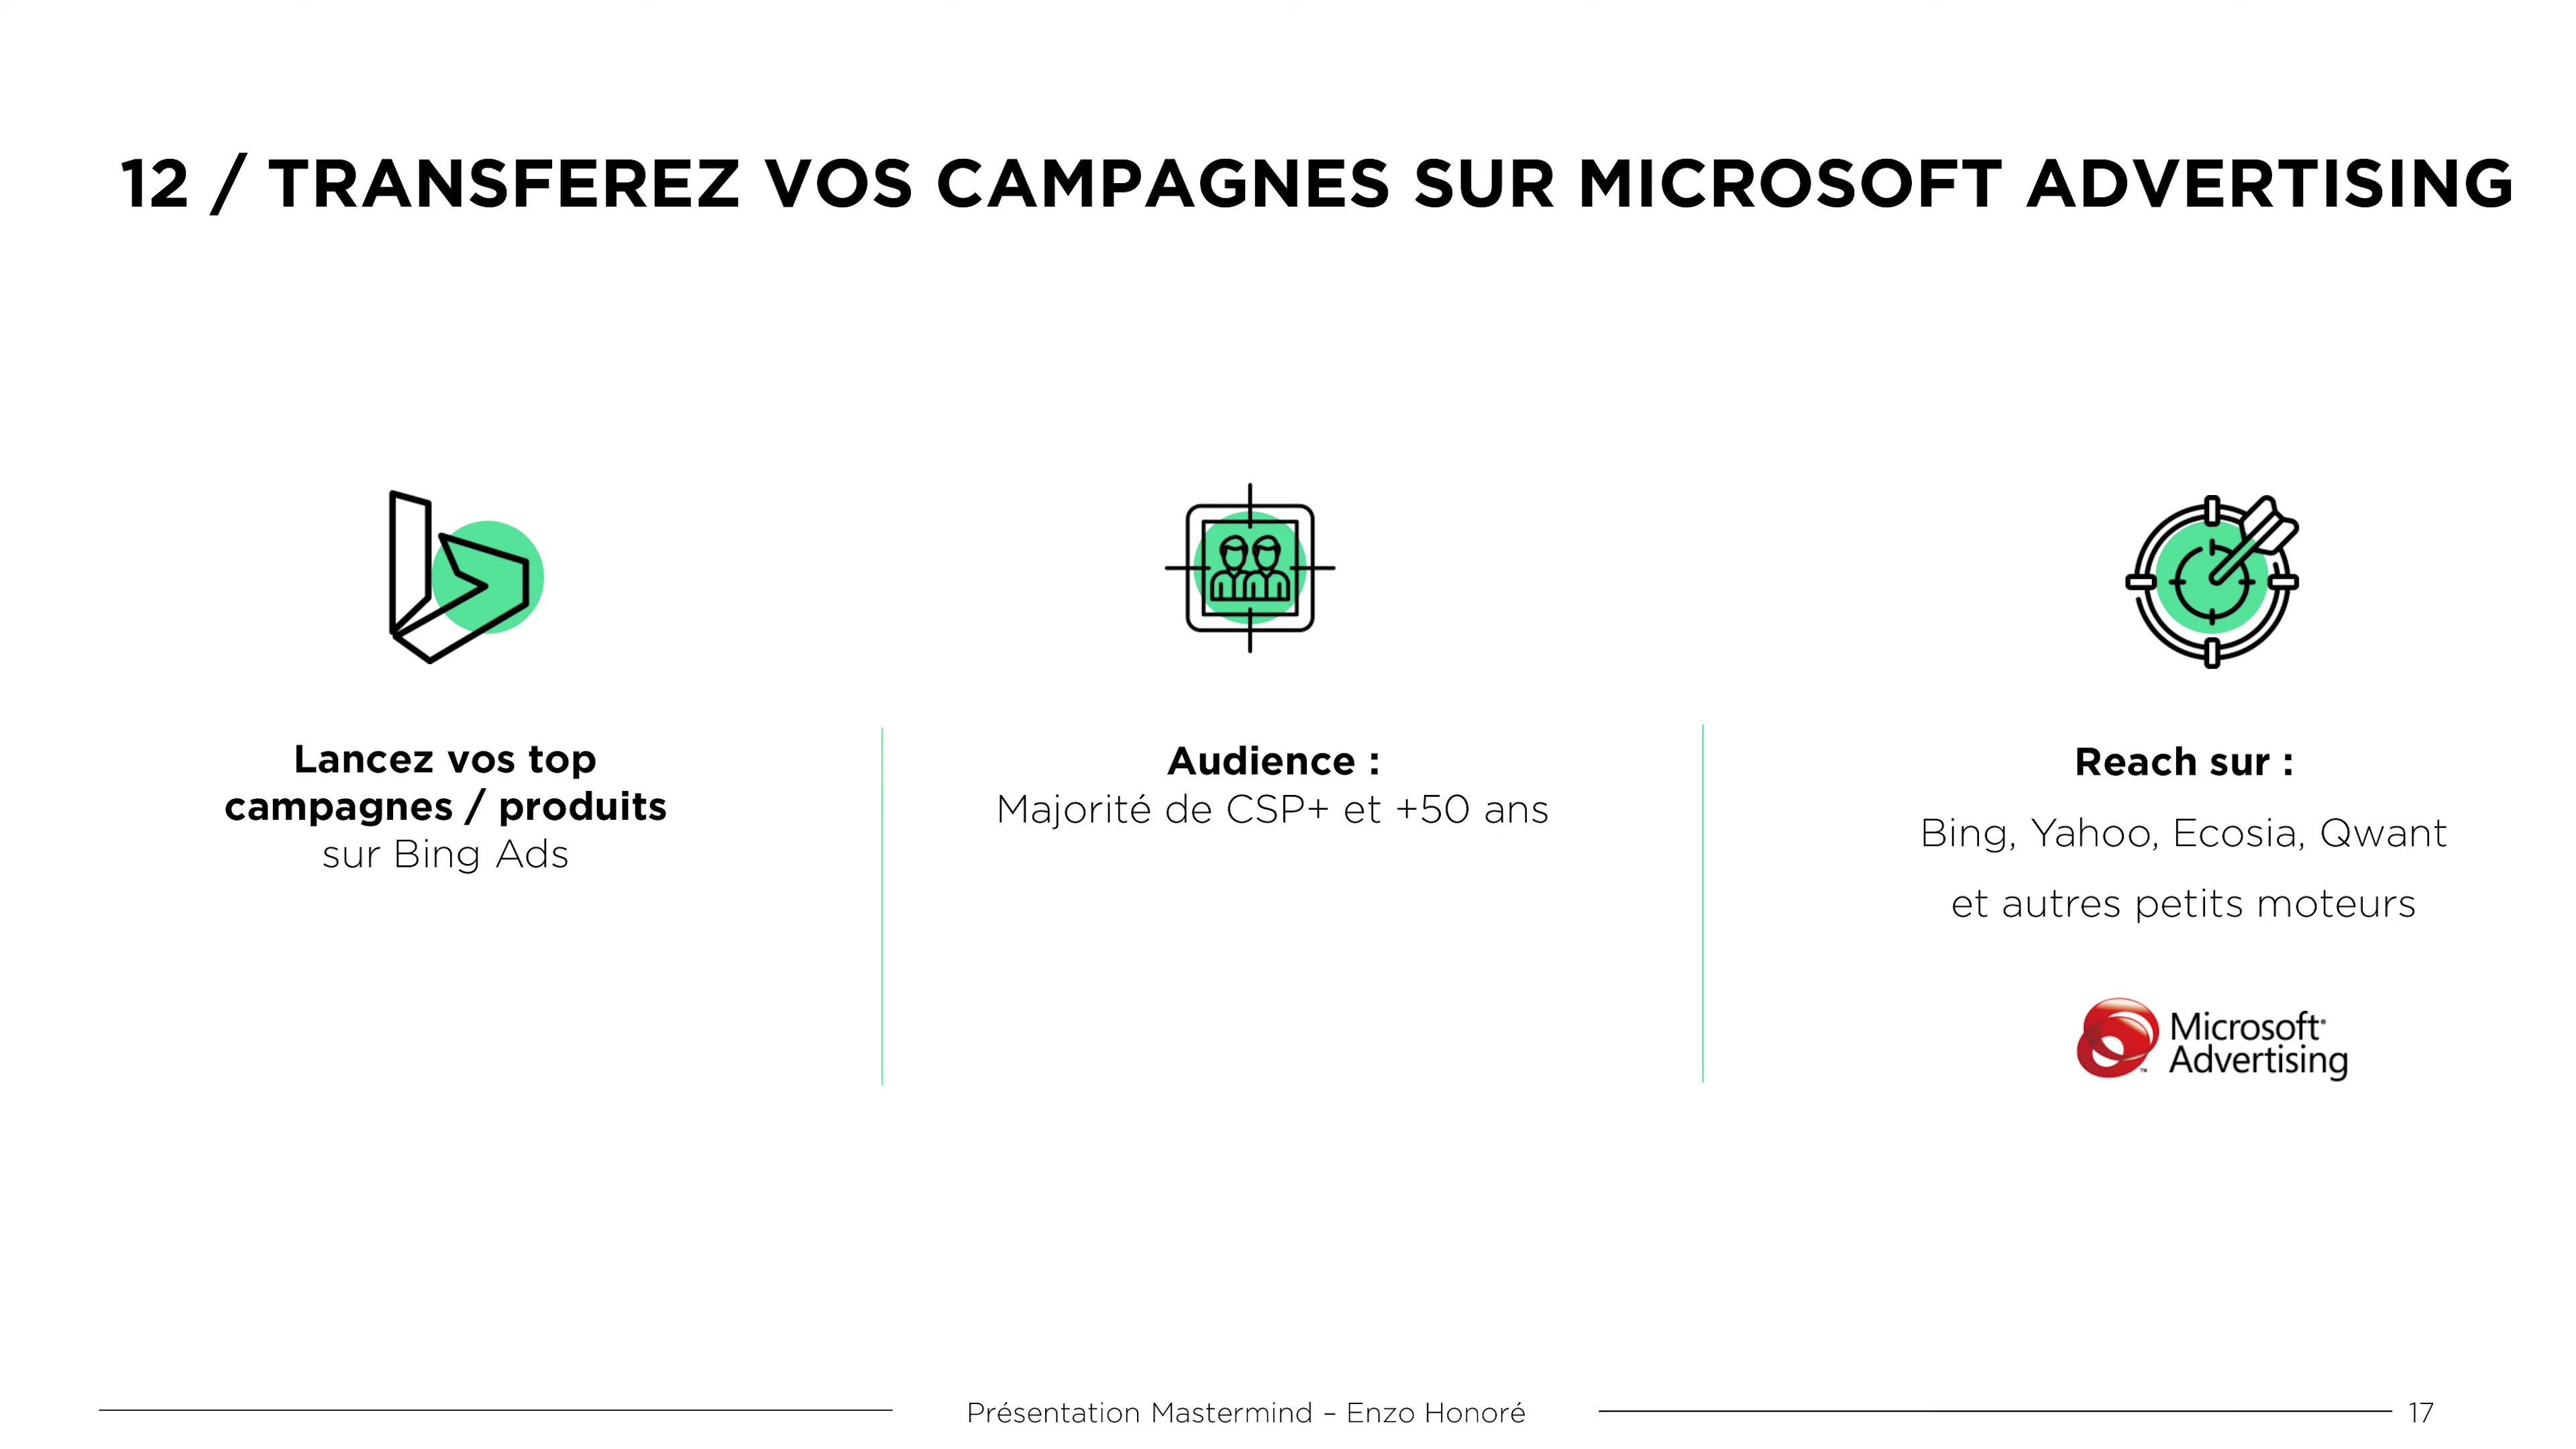 12 / TRANSFEREZ VOS CAMPAGNES SUR MICROSOFT ADVERTISING
Lancez vos top
campagnes / produits
sur Bing Ads
Audience :
Majorité de CSP+ et +50 ans
Reach sur :
Bing, Yahoo, Ecosia, Qwant
et autres petits moteurs
Microsoft®
Advertising
™
Présentation Mastermind – Enzo Honoré
17